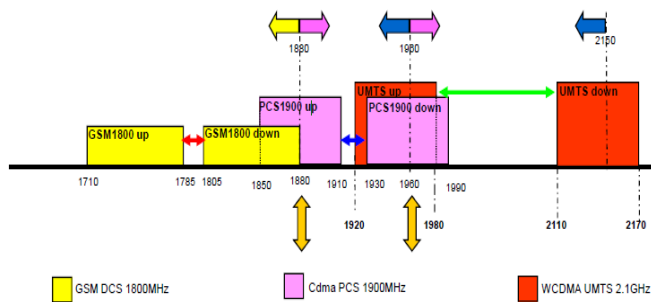 1880
1960
2150
UMTS up
UMTS down
PCS1900 up
PCS1900 down
GSM1800 up
GSM1800 down
1710
1785
1805
1850
1880
1910
1930
1960
1990
1920
1980
2110
2170
GSM DCS 1800MHz
Cdma PCS 1900MHz
WCDMA UMTS 2.1GHz